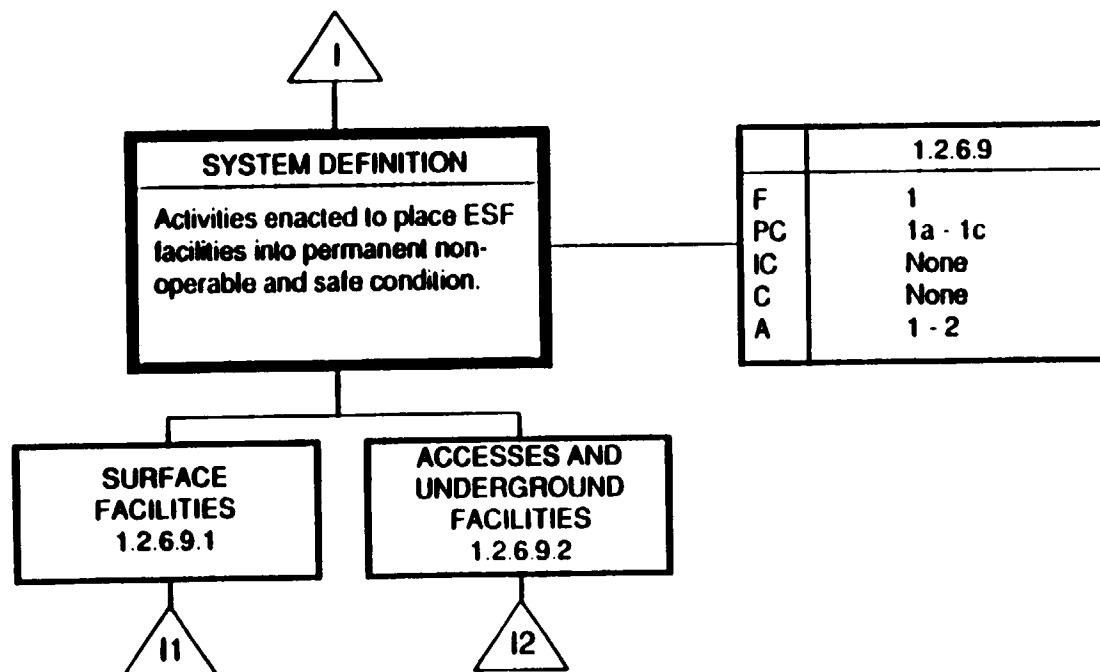 I
SYSTEM DEFINITION
Activities enacted to place ESF
facilities into permanent non-
operable and safe condition.
1.2.6.9
F 1
PC 1a - 1c
IC None
C None
A 1 - 2
SURFACE
FACILITIES
1.2.6.9.1
ACCESSES AND
UNDERGROUND
FACILITIES
1.2.6.9.2
I1
I2